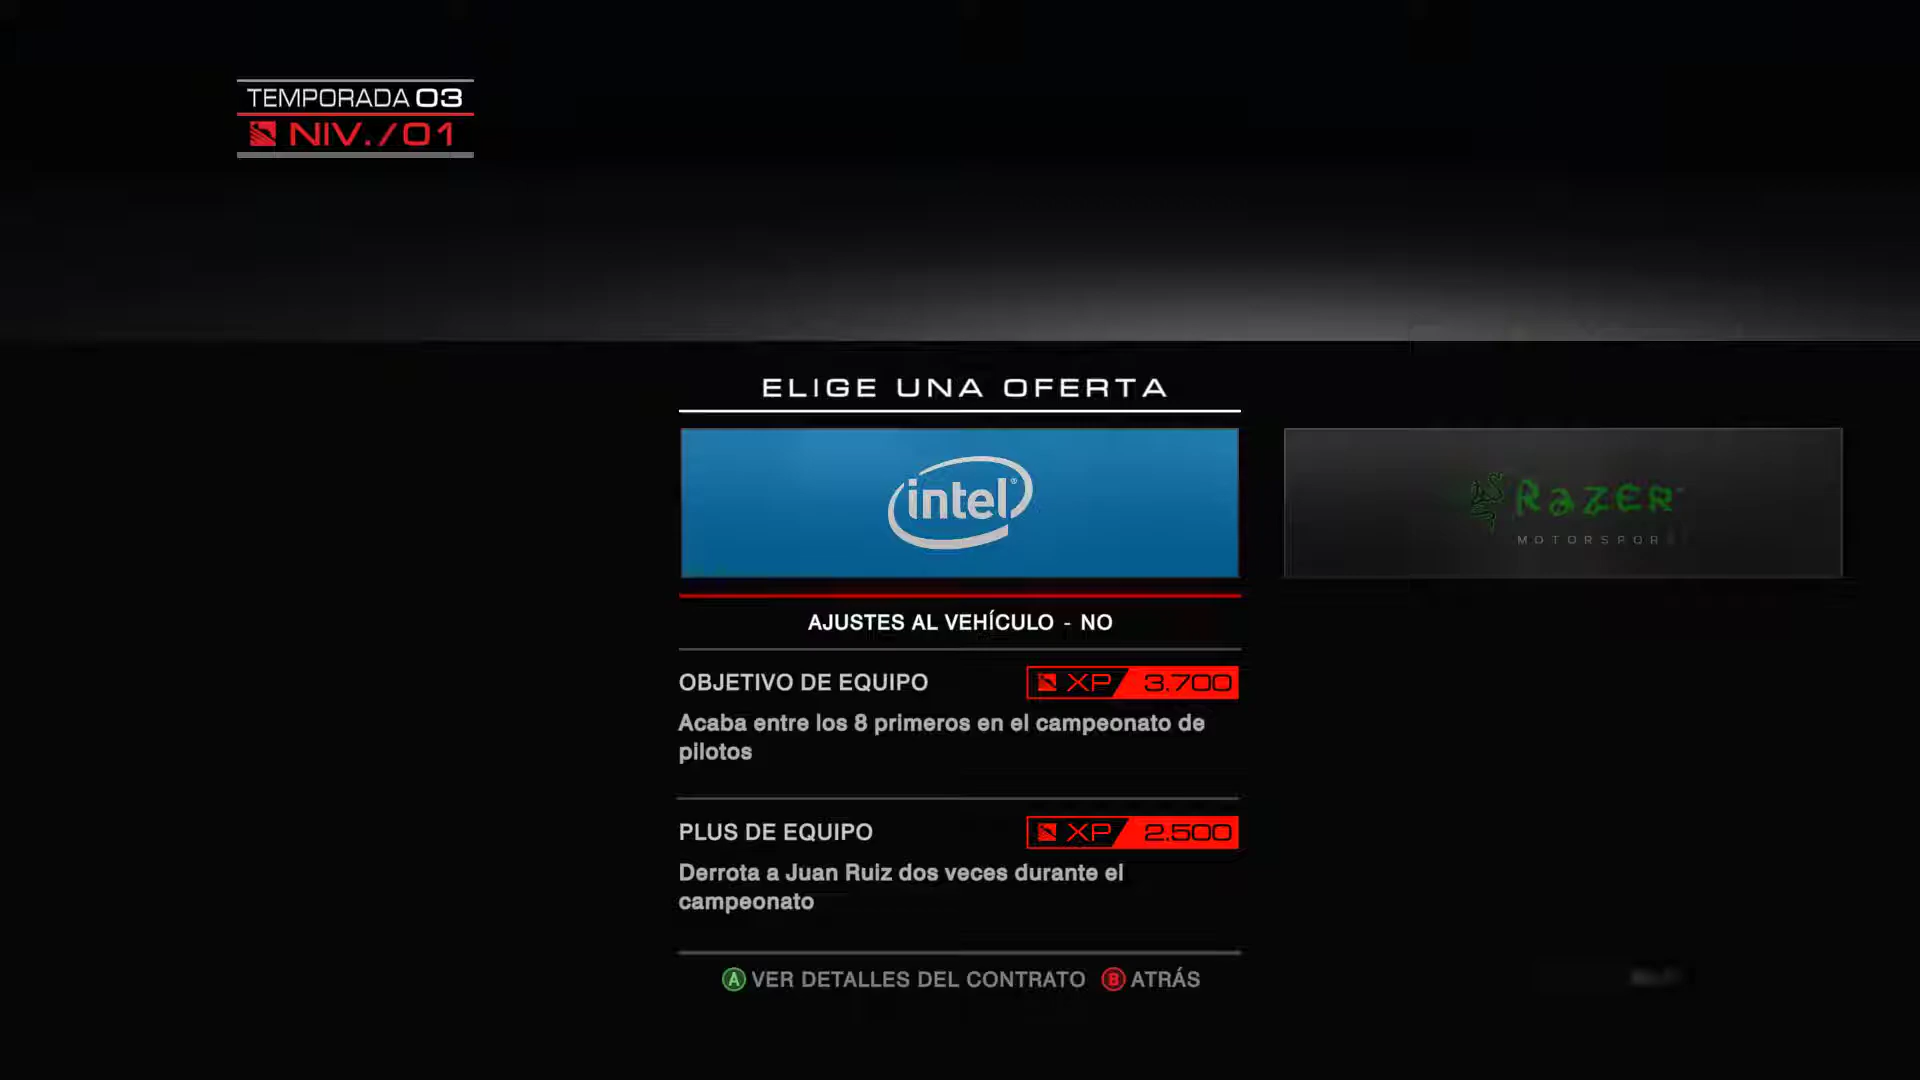 TEMPORADA 03
NIV./01
ELIGE UNA OFERTA
intel®
RAZER™
MOTORSPORT
AJUSTES AL VEHÍCULO - NO
OBJETIVO DE EQUIPO XP 3.700
Acaba entre los 8 primeros en el campeonato de
pilotos
PLUS DE EQUIPO XP 2.500
Derrota a Juan Ruiz dos veces durante el
campeonato
A VER DETALLES DEL CONTRATO B ATRÁS